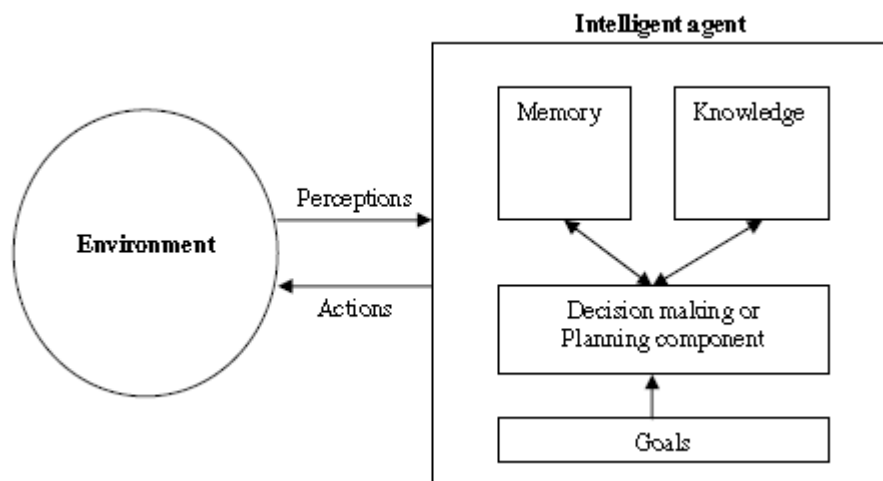 Intelligent agent
Memory
Knowledge
Perceptions
Environment
Actions
Decision making or
Planning component
Goals